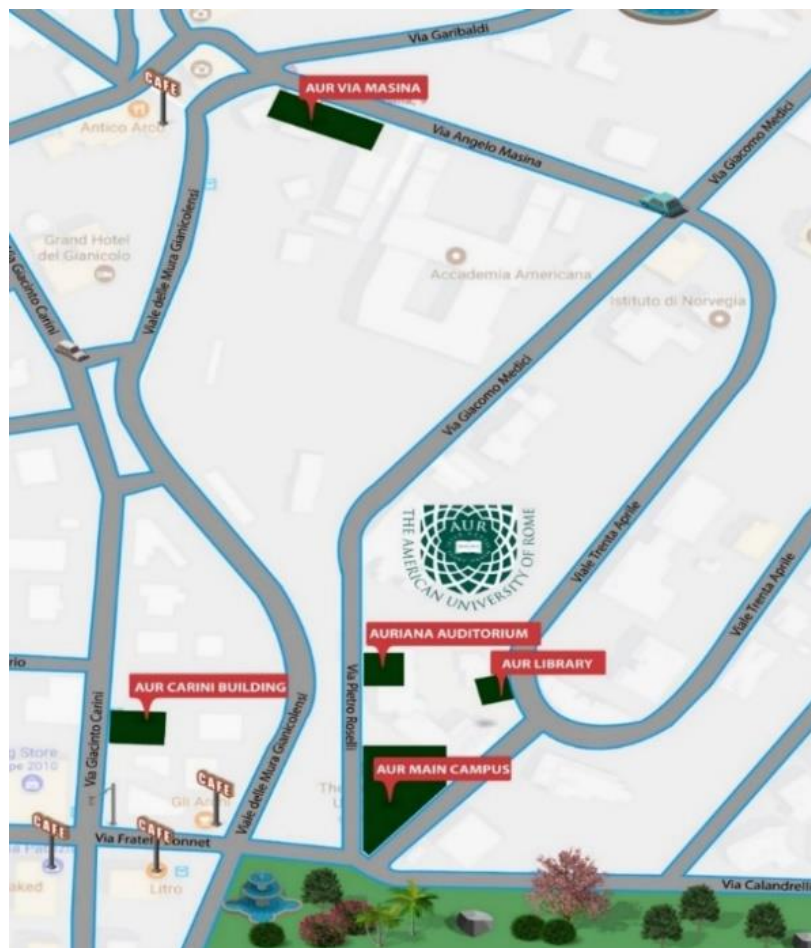 Via Garibaldi
CAFE
AUR VIA MASINA
Antico Arco
Via Angelo Masina
Via Giacomo Medici
Grand Hotel
del Gianicolo
Viale delle Mura Gianicolensi
Via Giacinto Carini
Accademia Americana
Istituto di Norvegia
Via Giacomo Medici
AUR
THE AMERICAN UNIVERSITY OF ROME
Viale Trenta Aprile
Viale Trenta Aprile
AURIANA AUDITORIUM
AUR LIBRARY
Via Pietro Roselli
AUR CARINI BUILDING
Via Giacinto Carini
Viale delle Mura Gianicolensi
AUR MAIN CAMPUS
Store
2010
CAFE
Gli
CAFE
CAFE
Via
Litro
Via Calandrelli